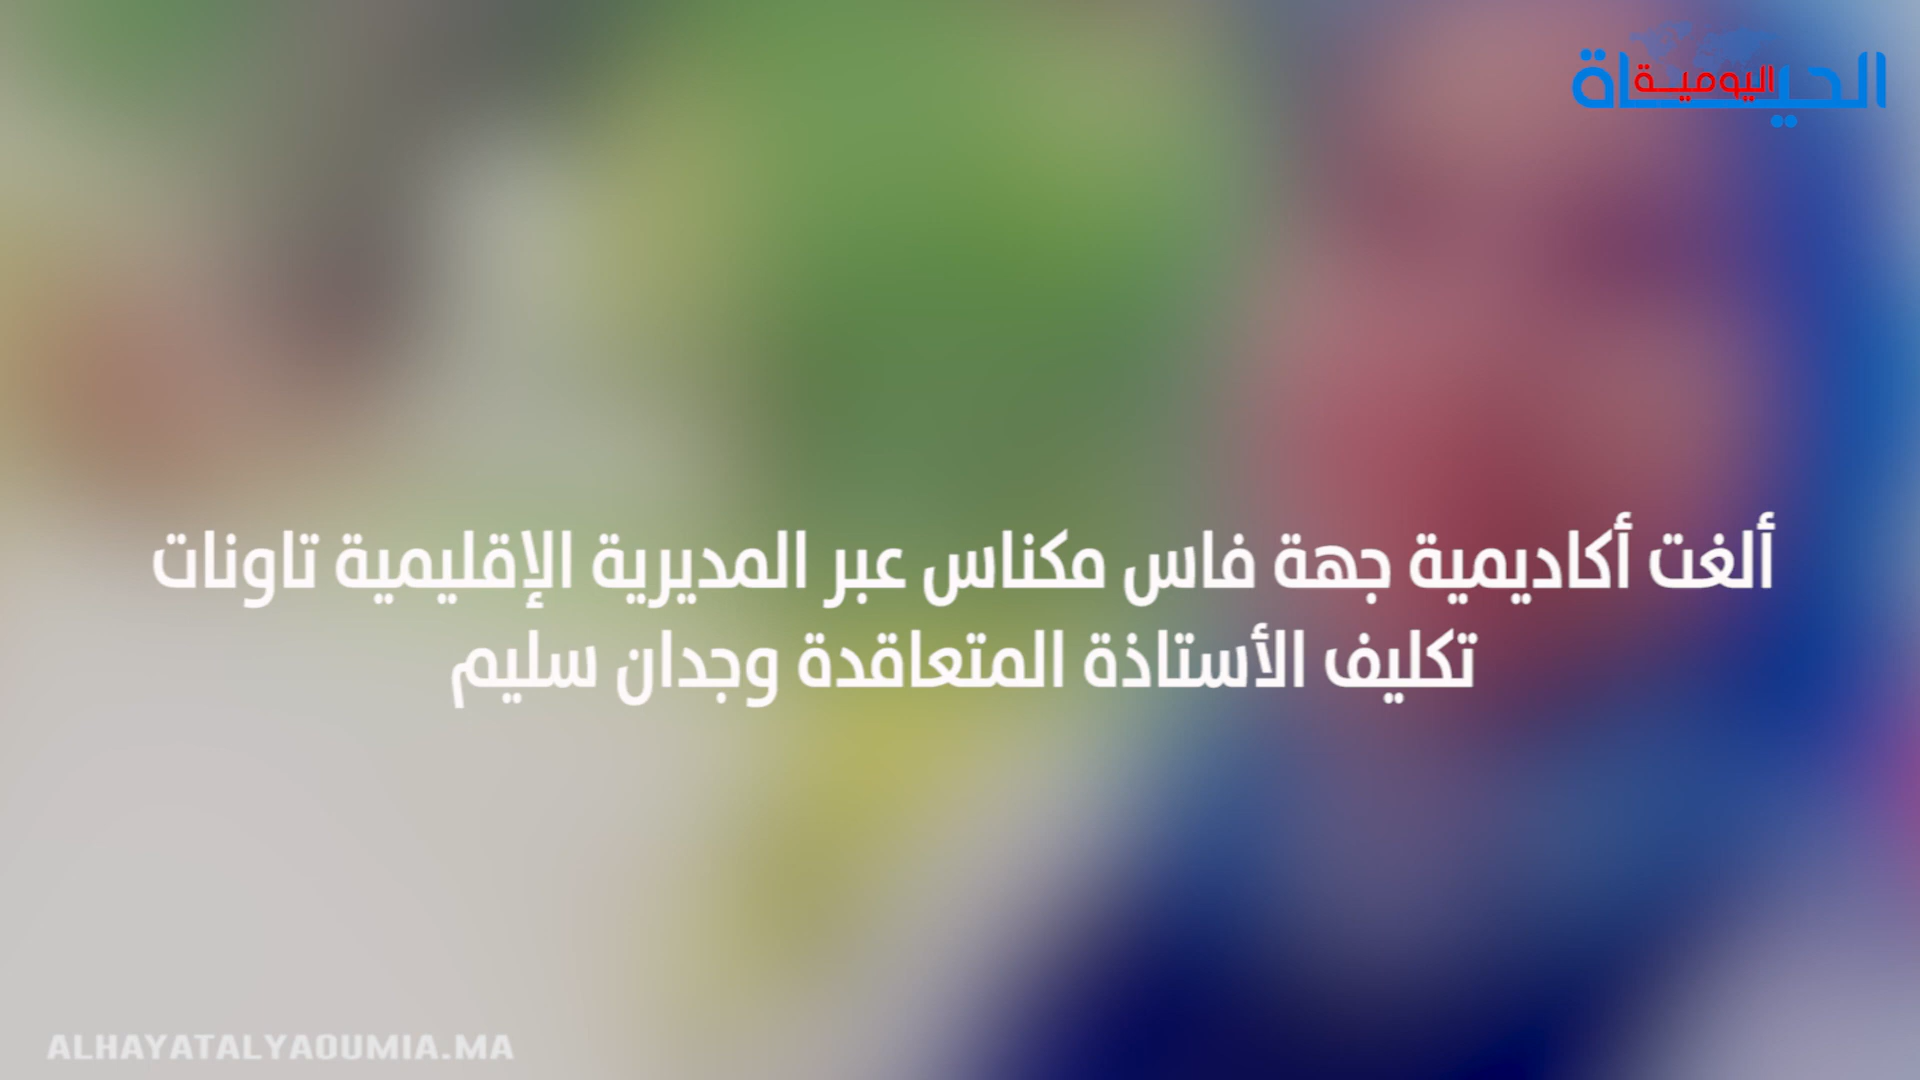 الحياة
اليومية
ألغت أكاديمية جهة فاس مكناس عبر المديرية الإقليمية تاونات
تكليف الأستاذة المتعاقدة وجدان سليم
ALHAYATALYAOUMIA.MA